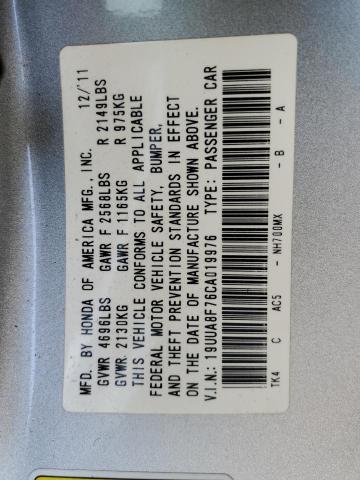 MFD. BY HONDA OF AMERICA MFG., INC. 12/11
GVWR 4696LBS GAWR F 2568LBS R 2149LBS
GVWR 2130KG GAWR F 1165KG R 975KG
THIS VEHICLE CONFORMS TO ALL APPLICABLE
FEDERAL MOTOR VEHICLE SAFETY, BUMPER,
AND THEFT PREVENTION STANDARDS IN EFFECT
ON THE DATE OF MANUFACTURE SHOWN ABOVE.
V.I.N.: 19UUA8F76CA019976 TYPE: PASSENGER CAR
TK4 C AC5 - NH700MX - B - A